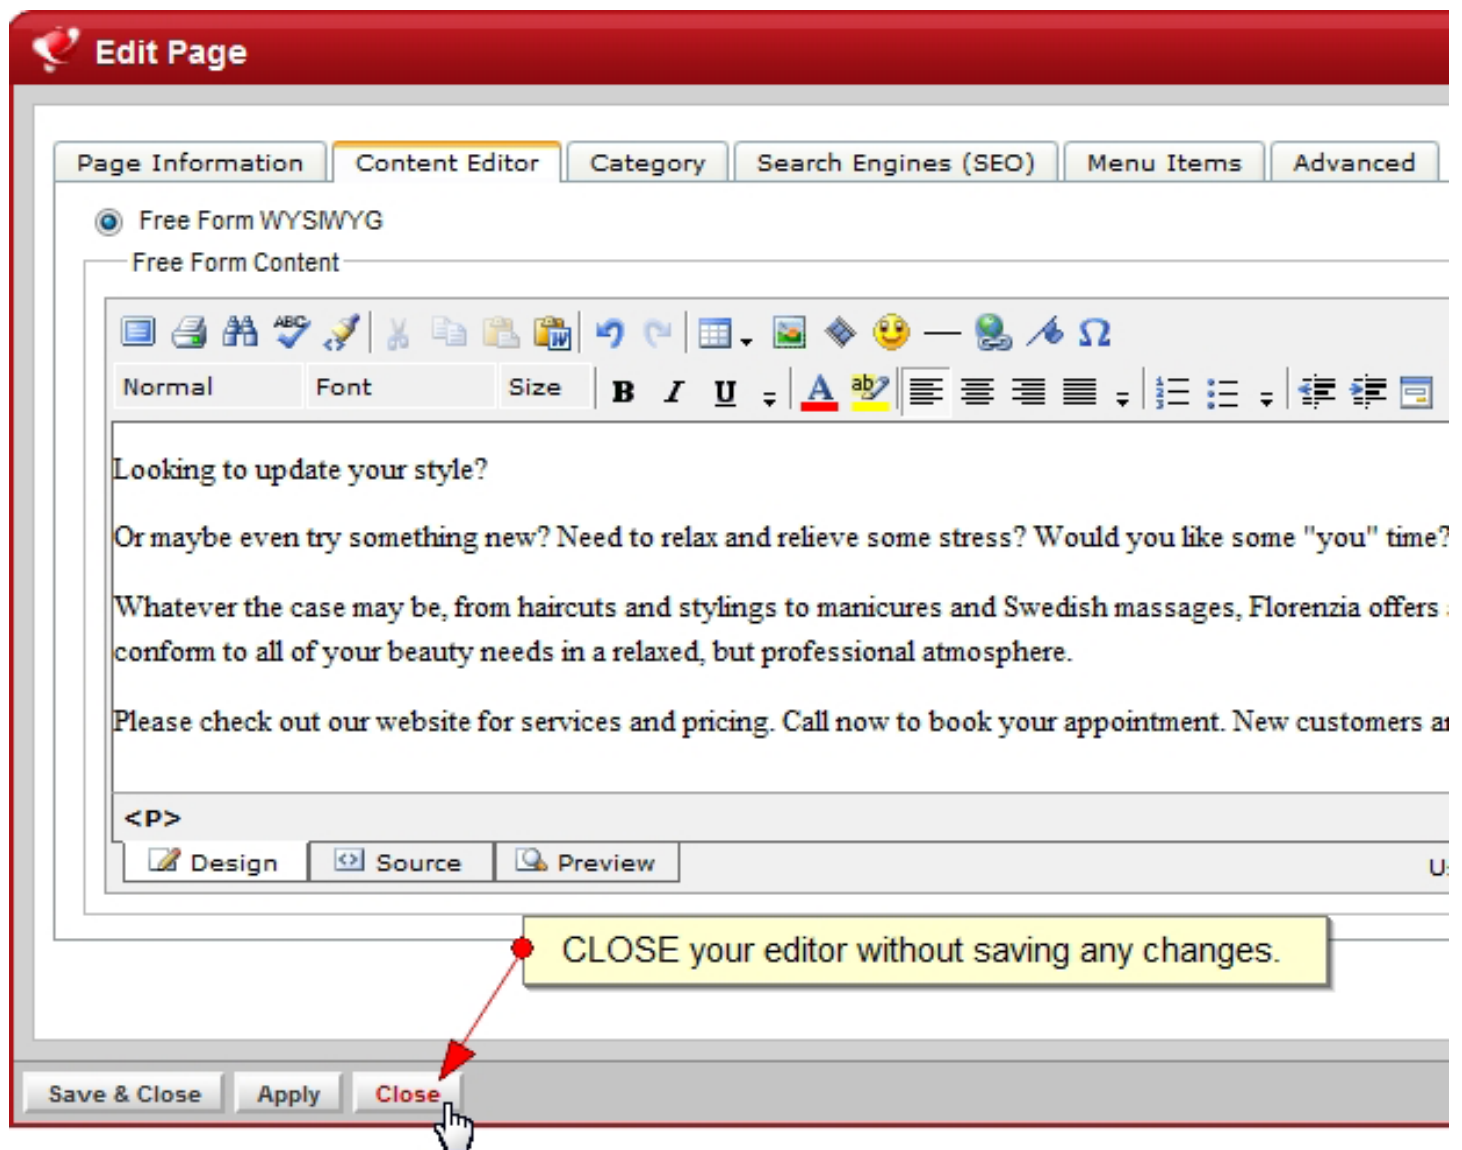 Edit Page
Page Information Content Editor Category Search Engines (SEO) Menu Items Advanced
Free Form WYSIWYG
Free Form Content
ABC
W
Ω
Normal Font Size B I U A ab
Looking to update your style?
Or maybe even try something new? Need to relax and relieve some stress? Would you like some "you" time?
Whatever the case may be, from haircuts and stylings to manicures and Swedish massages, Florenzia offers
conform to all of your beauty needs in a relaxed, but professional atmosphere.
Please check out our website for services and pricing. Call now to book your appointment. New customers
<P>
Design Source Preview
CLOSE your editor without saving any changes.
Save & Close Apply Close